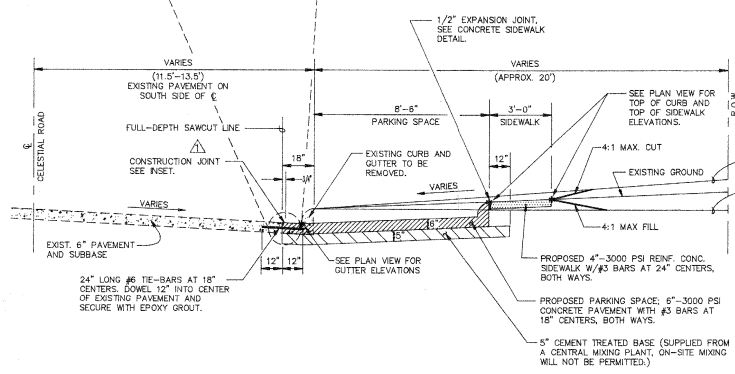 1/2" EXPANSION JOINT,
SEE CONCRETE SIDEWALK
DETAIL.
VARIES
VARIES
(11.5'-13.5')
(APPROX. 20')
EXISTING PAVEMENT ON
SOUTH SIDE OF ℄
8'-6"
PARKING SPACE
3'-0"
SIDEWALK
SEE PLAN VIEW FOR
TOP OF CURB AND
TOP OF SIDEWALK
ELEVATIONS.
℄ CELESTIAL ROAD
FULL-DEPTH SAWCUT LINE
1
CONSTRUCTION JOINT
SEE INSET.
18"
EXISTING CURB AND
GUTTER TO BE
REMOVED.
12"
4:1 MAX. CUT
EXISTING GROUND
VARIES
VARIES
6"
5"
4:1 MAX FILL
EXIST. 6" PAVEMENT
AND SUBBASE
12"
12"
SEE PLAN VIEW FOR
GUTTER ELEVATIONS
24" LONG #6 TIE-BARS AT 18"
CENTERS. DOWEL 12" INTO CENTER
OF EXISTING PAVEMENT AND
SECURE WITH EPOXY GROUT.
PROPOSED 4"-3000 PSI REINF. CONC.
SIDEWALK W/#3 BARS AT 24" CENTERS,
BOTH WAYS.
PROPOSED PARKING SPACE; 6"-3000 PSI
CONCRETE PAVEMENT WITH #3 BARS AT
18" CENTERS, BOTH WAYS.
5" CEMENT TREATED BASE (SUPPLIED FROM
A CENTRAL MIXING PLANT, ON-SITE MIXING
WILL NOT BE PERMITTED.)